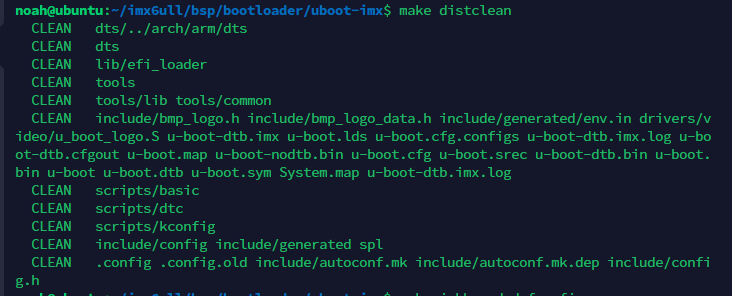 noah@ubuntu:~/imx6ull/bsp/bootloader/uboot-imx$ make distclean
  CLEAN   dts/../arch/arm/dts
  CLEAN   dts
  CLEAN   lib/efi_loader
  CLEAN   tools
  CLEAN   tools/lib tools/common
  CLEAN   include/bmp_logo.h include/bmp_logo_data.h include/generated/env.in drivers/v
ideo/u_boot_logo.S u-boot-dtb.imx u-boot.lds u-boot.cfg.configs u-boot-dtb.imx.log u-bo
ot-dtb.cfgout u-boot.map u-boot-nodtb.bin u-boot.cfg u-boot.srec u-boot-dtb.bin u-boot.
bin u-boot u-boot.dtb u-boot.sym System.map u-boot-dtb.imx.log
  CLEAN   scripts/basic
  CLEAN   scripts/dtc
  CLEAN   scripts/kconfig
  CLEAN   include/config include/generated spl
  CLEAN   .config .config.old include/autoconf.mk include/autoconf.mk.dep include/confi
g.h